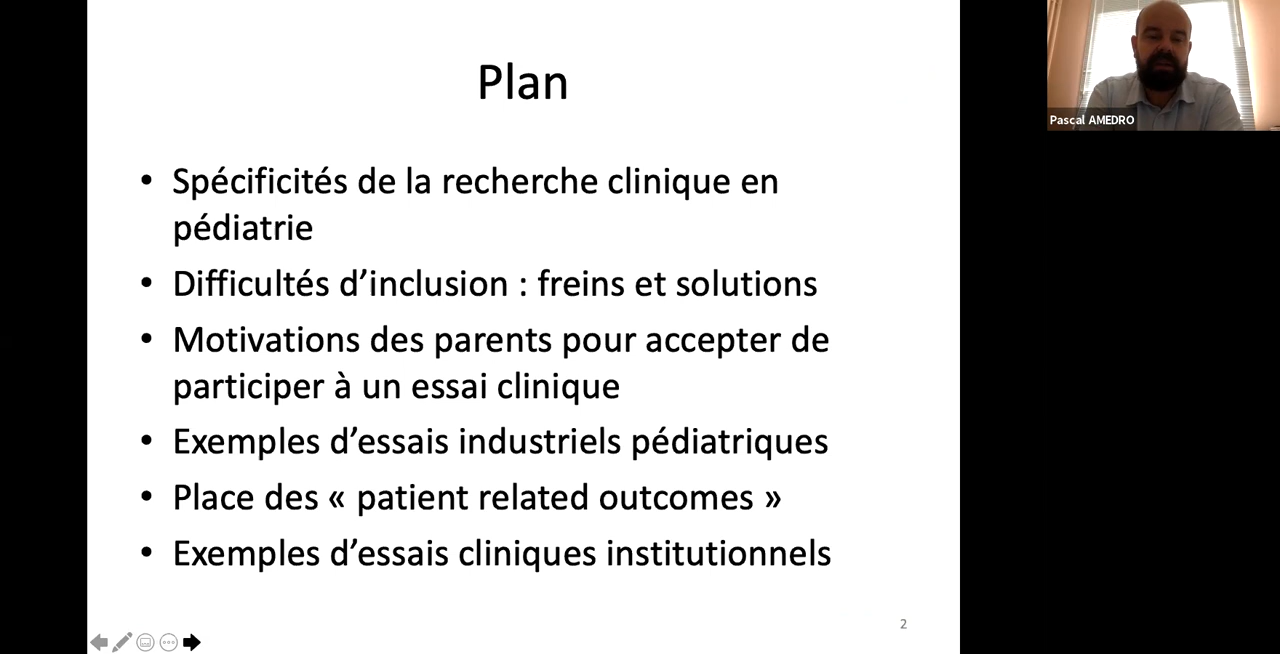 Plan
• Spécificités de la recherche clinique en
pédiatrie
• Difficultés d’inclusion : freins et solutions
• Motivations des parents pour accepter de
participer à un essai clinique
• Exemples d’essais industriels pédiatriques
• Place des « patient related outcomes »
• Exemples d’essais cliniques institutionnels
2
Pascal AMEDRO